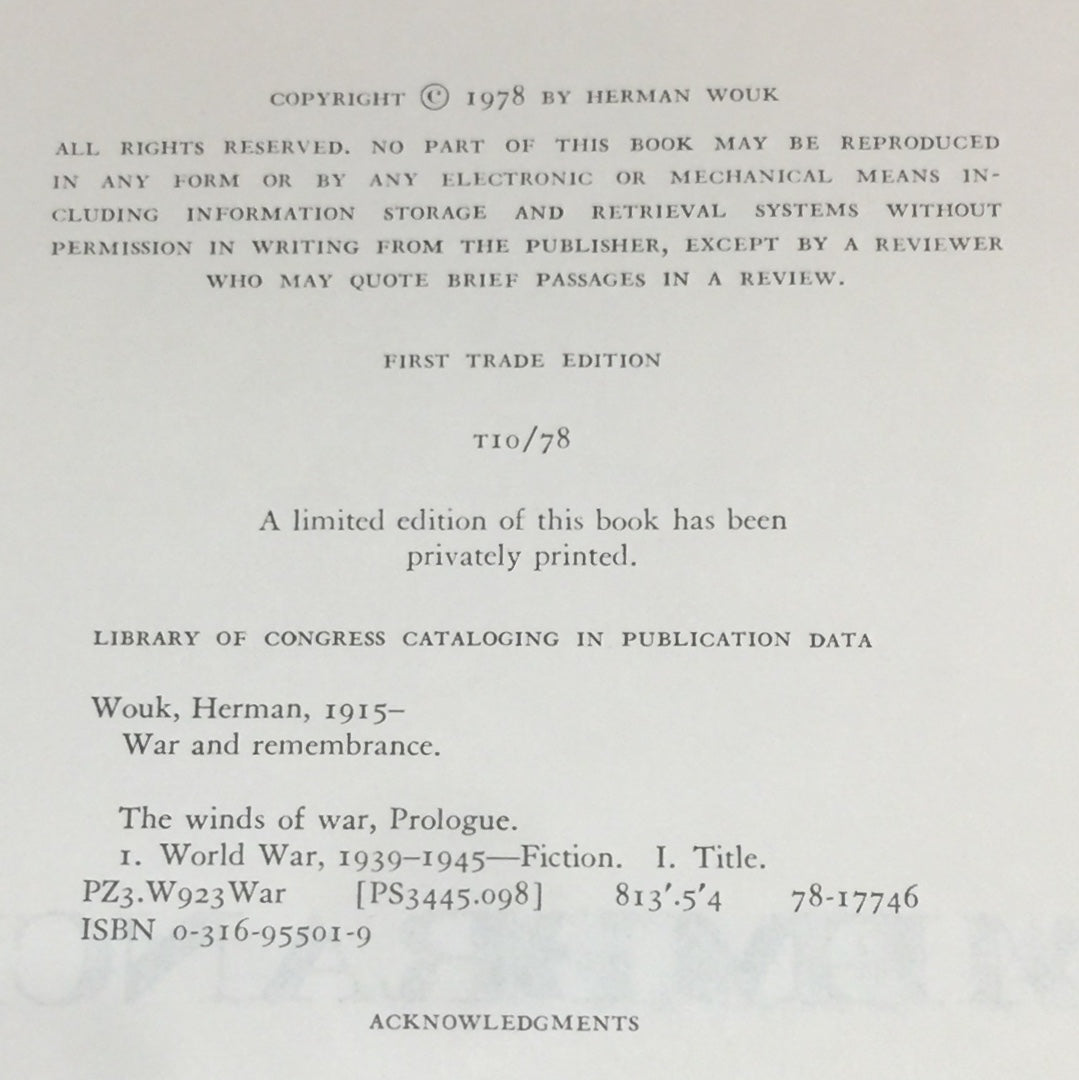 COPYRIGHT © 1978 BY HERMAN WOUK
ALL RIGHTS RESERVED. NO PART OF THIS BOOK MAY BE REPRODUCED
IN ANY FORM OR BY ANY ELECTRONIC OR MECHANICAL MEANS IN-
CLUDING INFORMATION STORAGE AND RETRIEVAL SYSTEMS WITHOUT
PERMISSION IN WRITING FROM THE PUBLISHER, EXCEPT BY A REVIEWER
WHO MAY QUOTE BRIEF PASSAGES IN A REVIEW.
FIRST TRADE EDITION
T10/78
A limited edition of this book has been
privately printed.
LIBRARY OF CONGRESS CATALOGING IN PUBLICATION DATA
Wouk, Herman, 1915–
War and remembrance.
The winds of war, Prologue.
1. World War, 1939–1945—Fiction. I. Title.
PZ3.W923War [PS3445.098] 813'.5'4 78-17746
ISBN 0-316-95501-9
ACKNOWLEDGMENTS